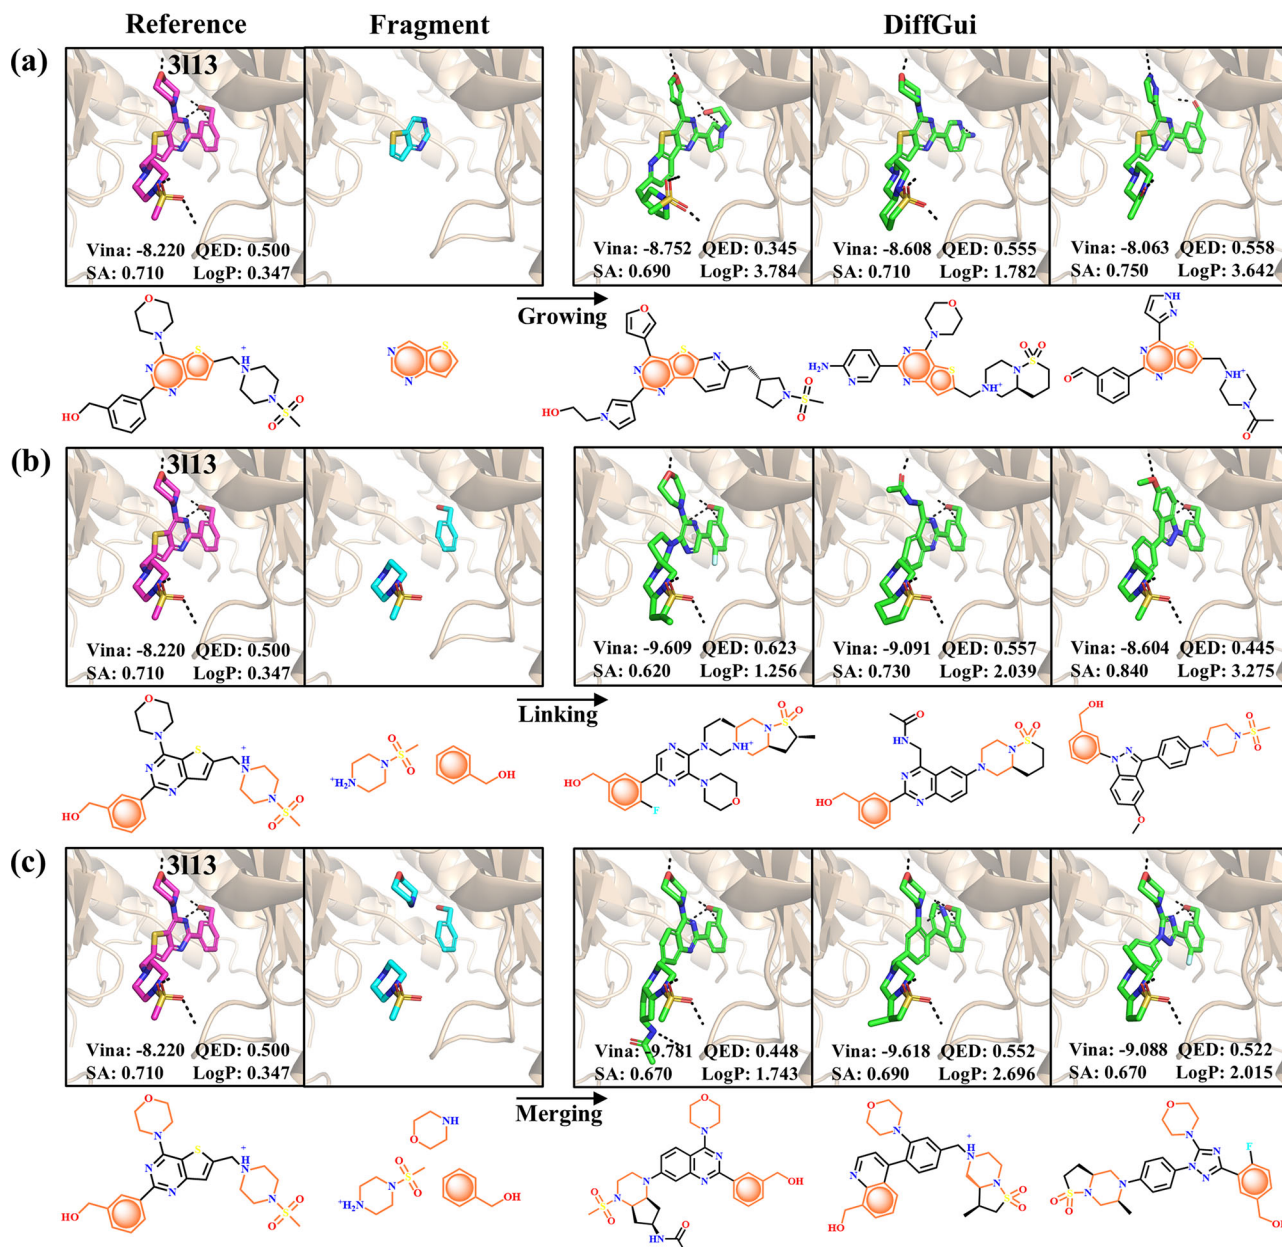 Reference Fragment DiffGui
(a)
3l13
Vina: -8.220 QED: 0.500
SA: 0.710 LogP: 0.347
Vina: -8.752 QED: 0.345
SA: 0.690 LogP: 3.784
Vina: -8.608 QED: 0.555
SA: 0.710 LogP: 1.782
Vina: -8.063 QED: 0.558
SA: 0.750 LogP: 3.642
Growing
(b)
3l13
Vina: -8.220 QED: 0.500
SA: 0.710 LogP: 0.347
Vina: -9.609 QED: 0.623
SA: 0.620 LogP: 1.256
Vina: -9.091 QED: 0.557
SA: 0.730 LogP: 2.039
Vina: -8.604 QED: 0.445
SA: 0.840 LogP: 3.275
Linking
(c)
3l13
Vina: -8.220 QED: 0.500
SA: 0.710 LogP: 0.347
Vina: -9.781 QED: 0.448
SA: 0.670 LogP: 1.743
Vina: -9.618 QED: 0.552
SA: 0.690 LogP: 2.696
Vina: -9.088 QED: 0.522
SA: 0.670 LogP: 2.015
Merging